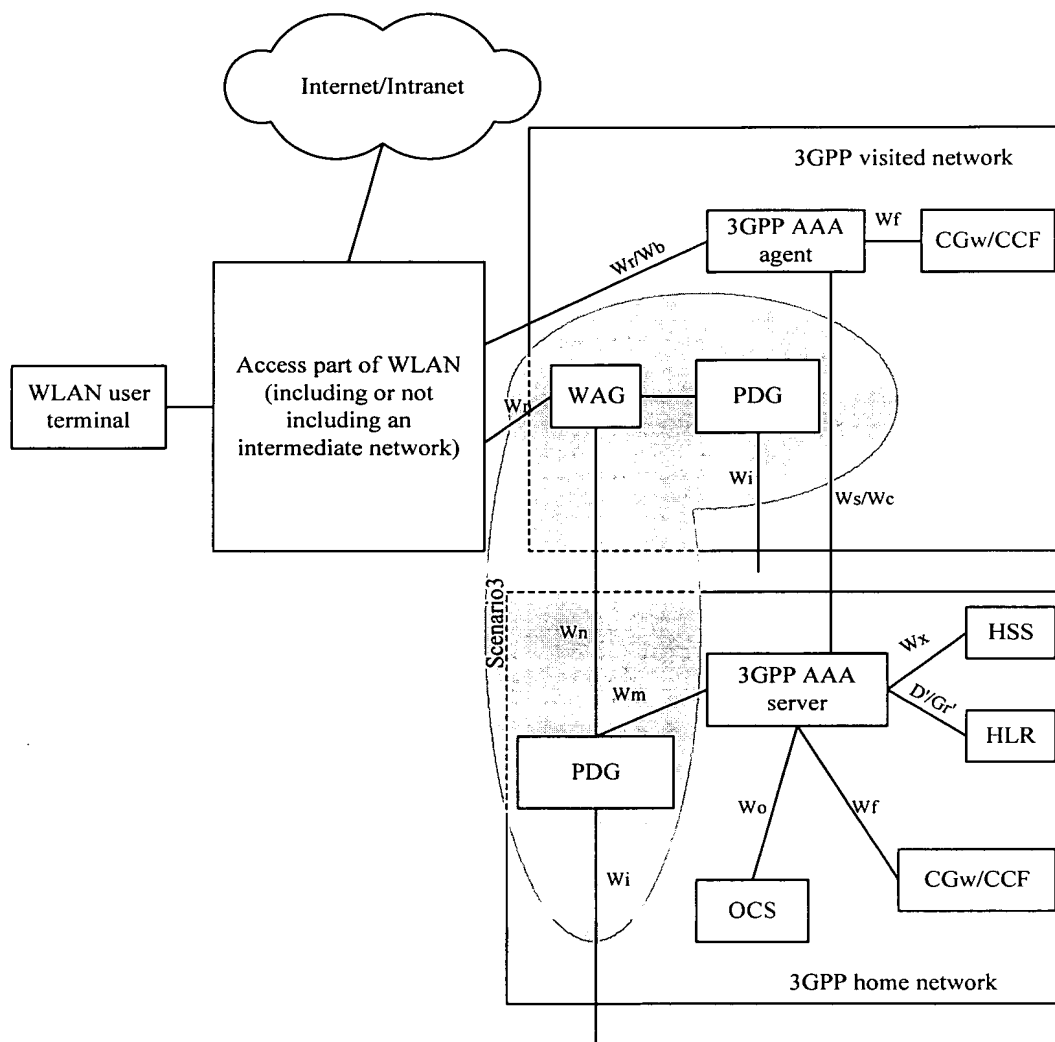 Internet/Intranet
3GPP visited network
3GPP AAA
agent
Wf
CGw/CCF
Wr/Wb
Access part of WLAN
(including or not
including an
intermediate network)
WLAN user
terminal
Wn
WAG
PDG
Wi
Ws/Wc
Scenario3
Wn
Wm
3GPP AAA
server
Wx
HSS
D'/Gr'
HLR
PDG
Wo
Wf
Wi
OCS
CGw/CCF
3GPP home network